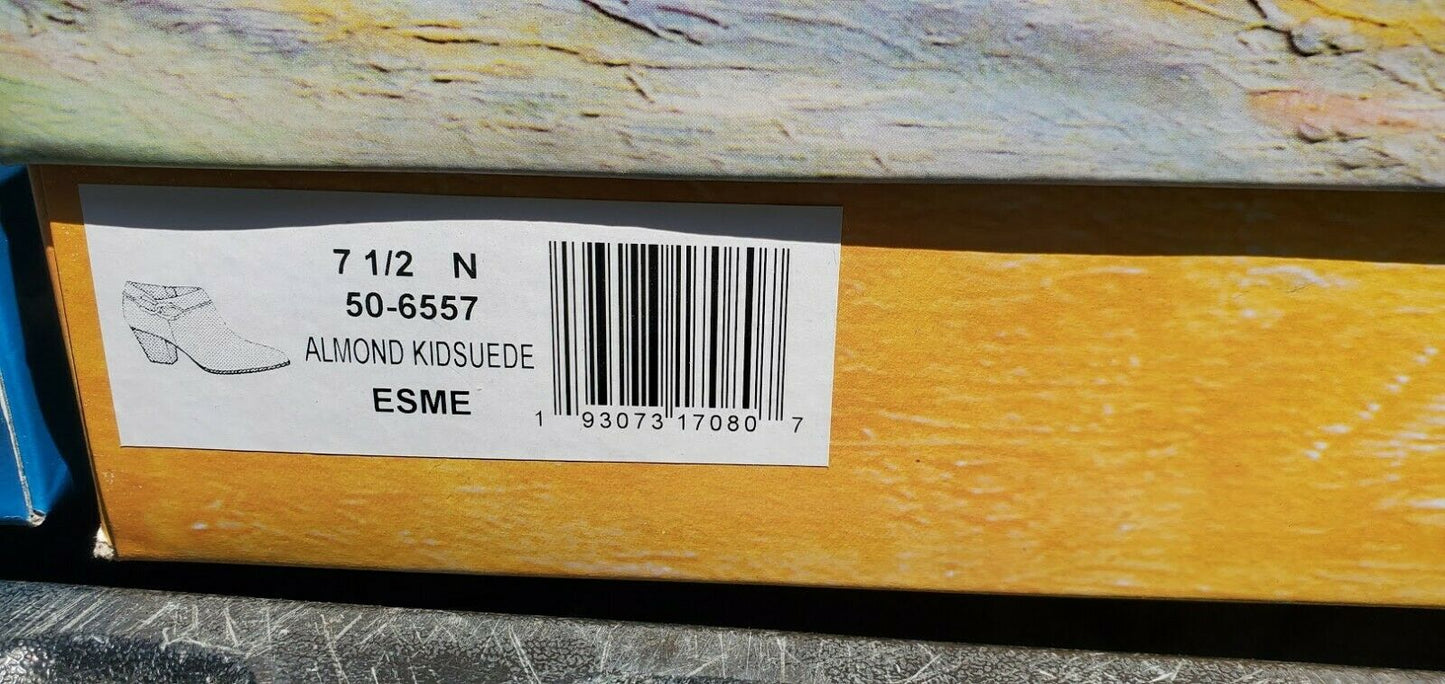 7 1/2 N
50-6557
ALMOND KIDSUEDE
ESME
1 93073 17080 7